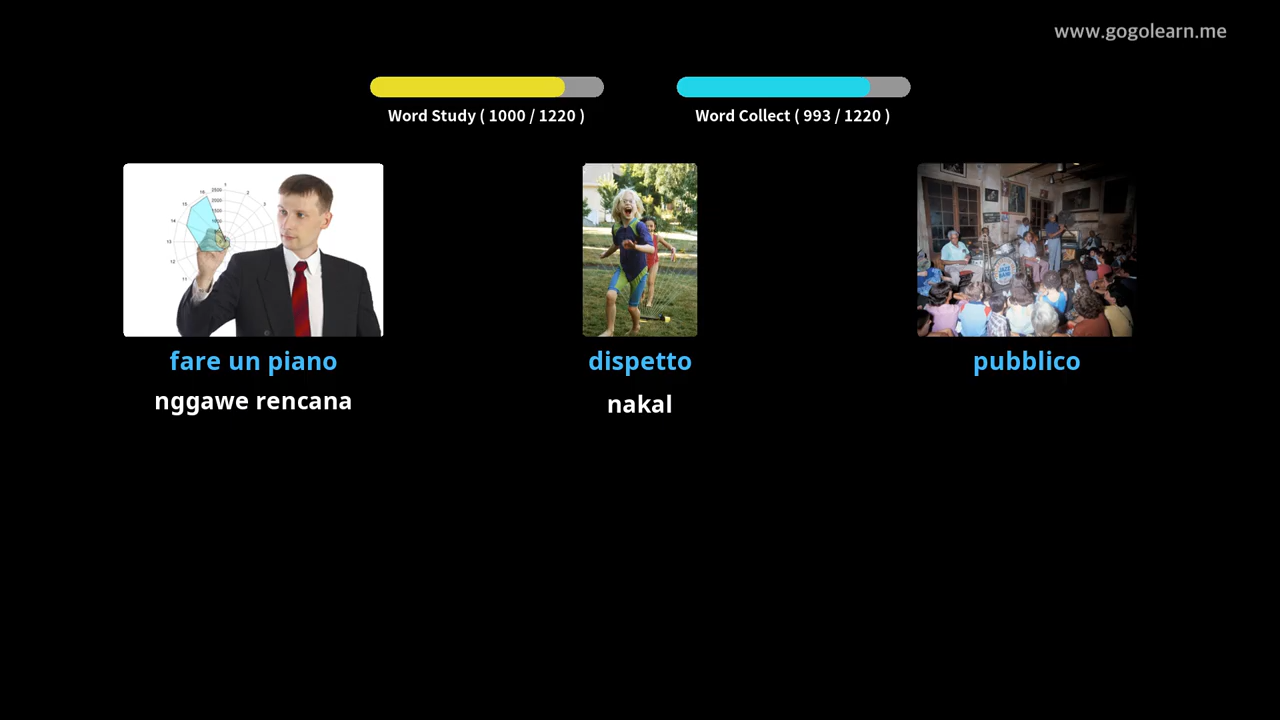 www.gogolearn.me
Word Study ( 1000 / 1220 )
Word Collect ( 993 / 1220 )
fare un piano
dispetto
pubblico
nggawe rencana
nakal